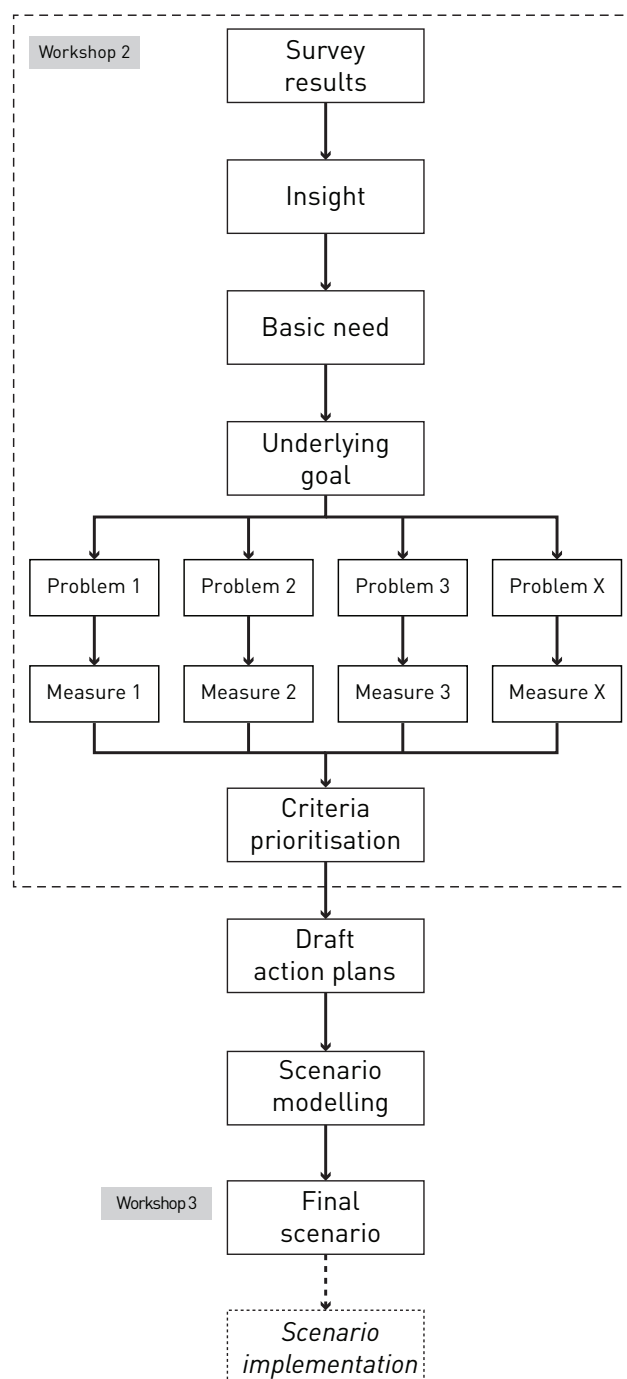 Workshop 2
Survey
results
Insight
Basic need
Underlying
goal
Problem 1
Problem 2
Problem 3
Problem X
Measure 1
Measure 2
Measure 3
Measure X
Criteria
prioritisation
Draft
action plans
Scenario
modelling
Workshop 3
Final
scenario
Scenario
implementation